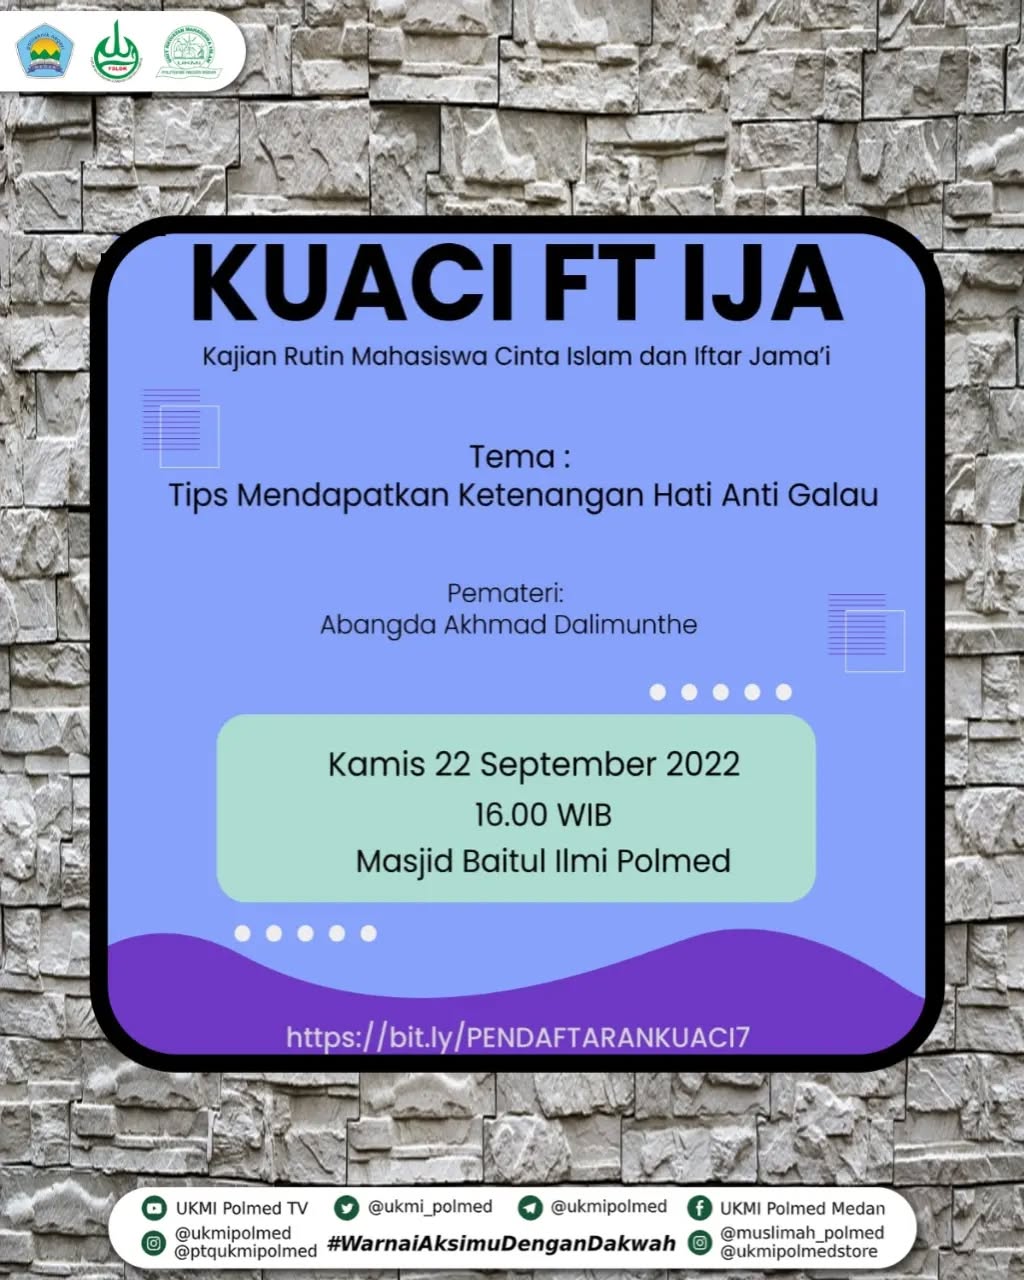 KUACI FT IJA
Kajian Rutin Mahasiswa Cinta Islam dan Iftar Jama'i
Tema :
Tips Mendapatkan Ketenangan Hati Anti Galau
Pemateri:
Abangda Akhmad Dalimunthe
Kamis 22 September 2022
16.00 WIB
Masjid Baitul Ilmi Polmed
https://bit.ly/PENDAFTARANKUACI7
UKMI Polmed TV
@ukmi_polmed
@ukmipolmed
UKMI Polmed Medan
@ukmipolmed
@ptqukmipolmed
#WarnaiAksimuDenganDakwah
@muslimah_polmed
@ukmipolmedstore